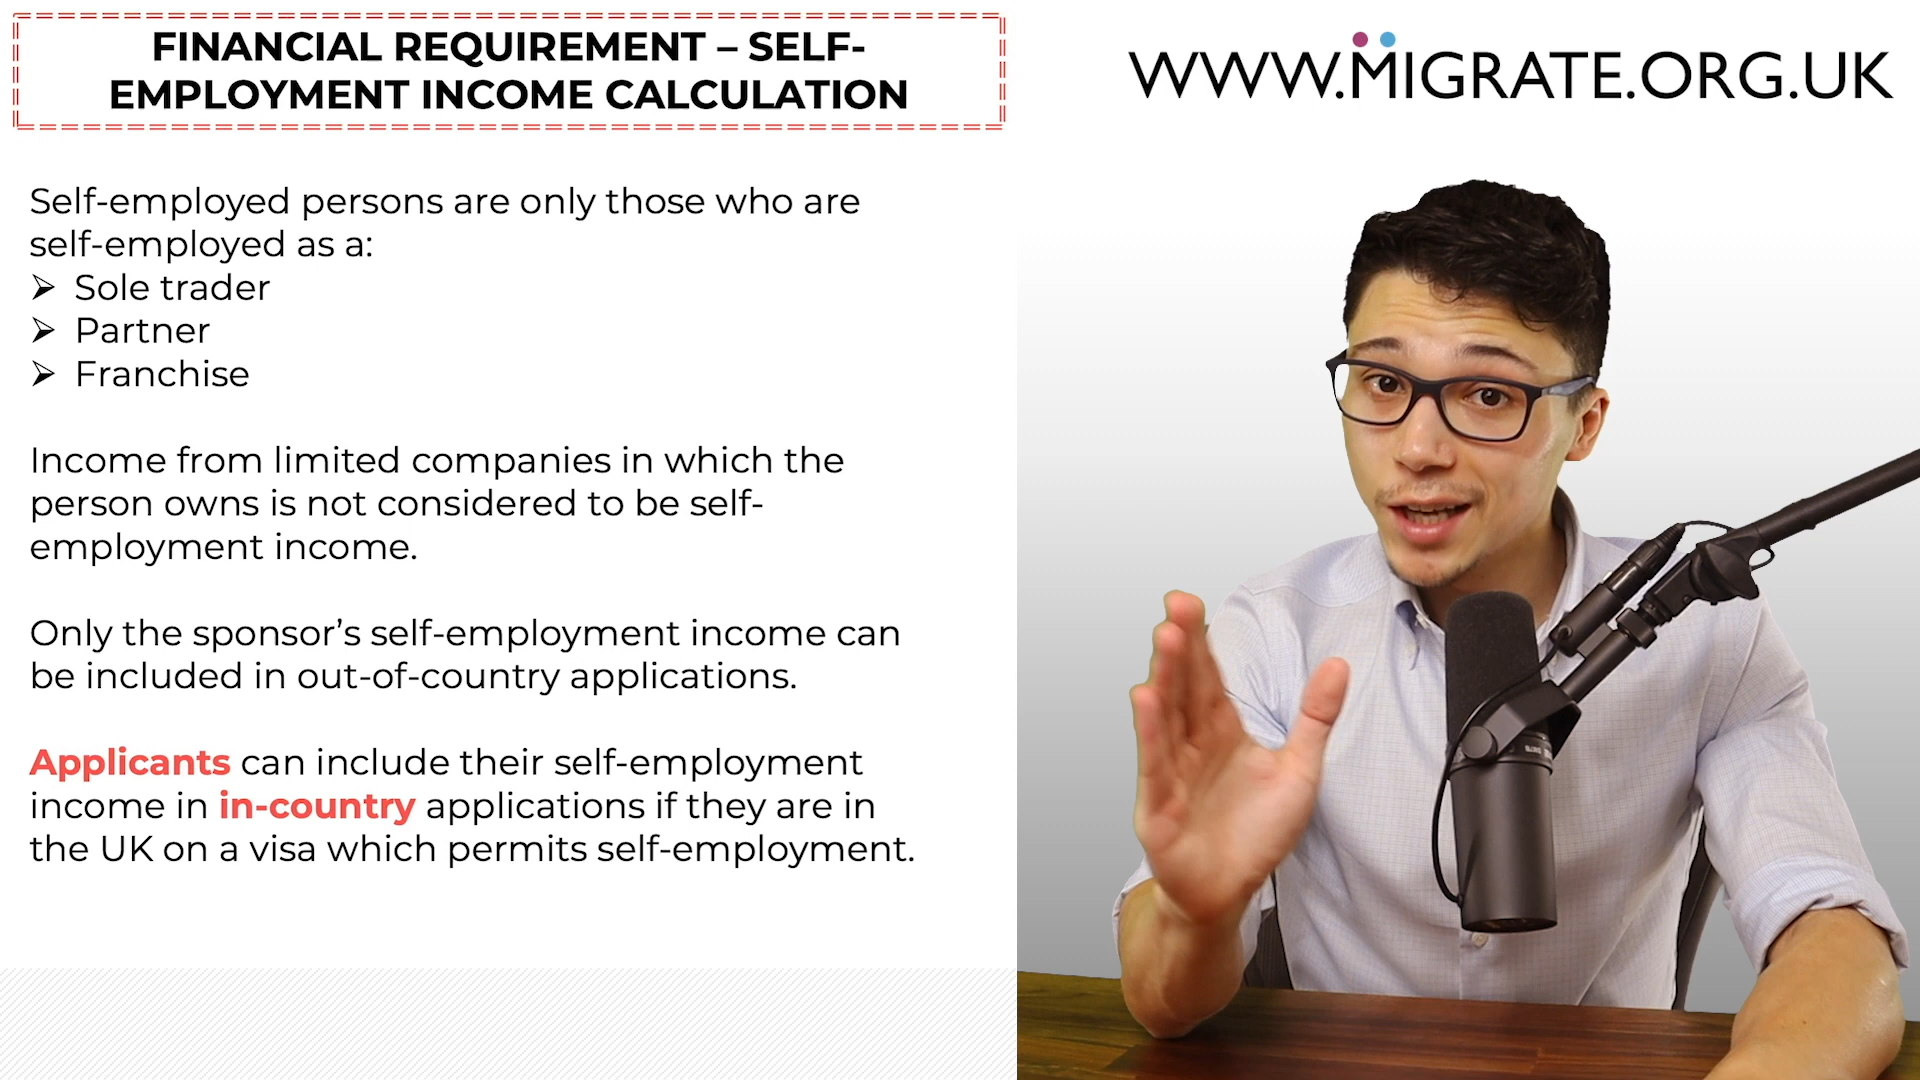 FINANCIAL REQUIREMENT – SELF-
EMPLOYMENT INCOME CALCULATION
WWW.MIGRATE.ORG.UK
Self-employed persons are only those who are
self-employed as a:
➢ Sole trader
➢ Partner
➢ Franchise
Income from limited companies in which the
person owns is not considered to be self-
employment income.
Only the sponsor’s self-employment income can
be included in out-of-country applications.
Applicants can include their self-employment
income in in-country applications if they are in
the UK on a visa which permits self-employment.